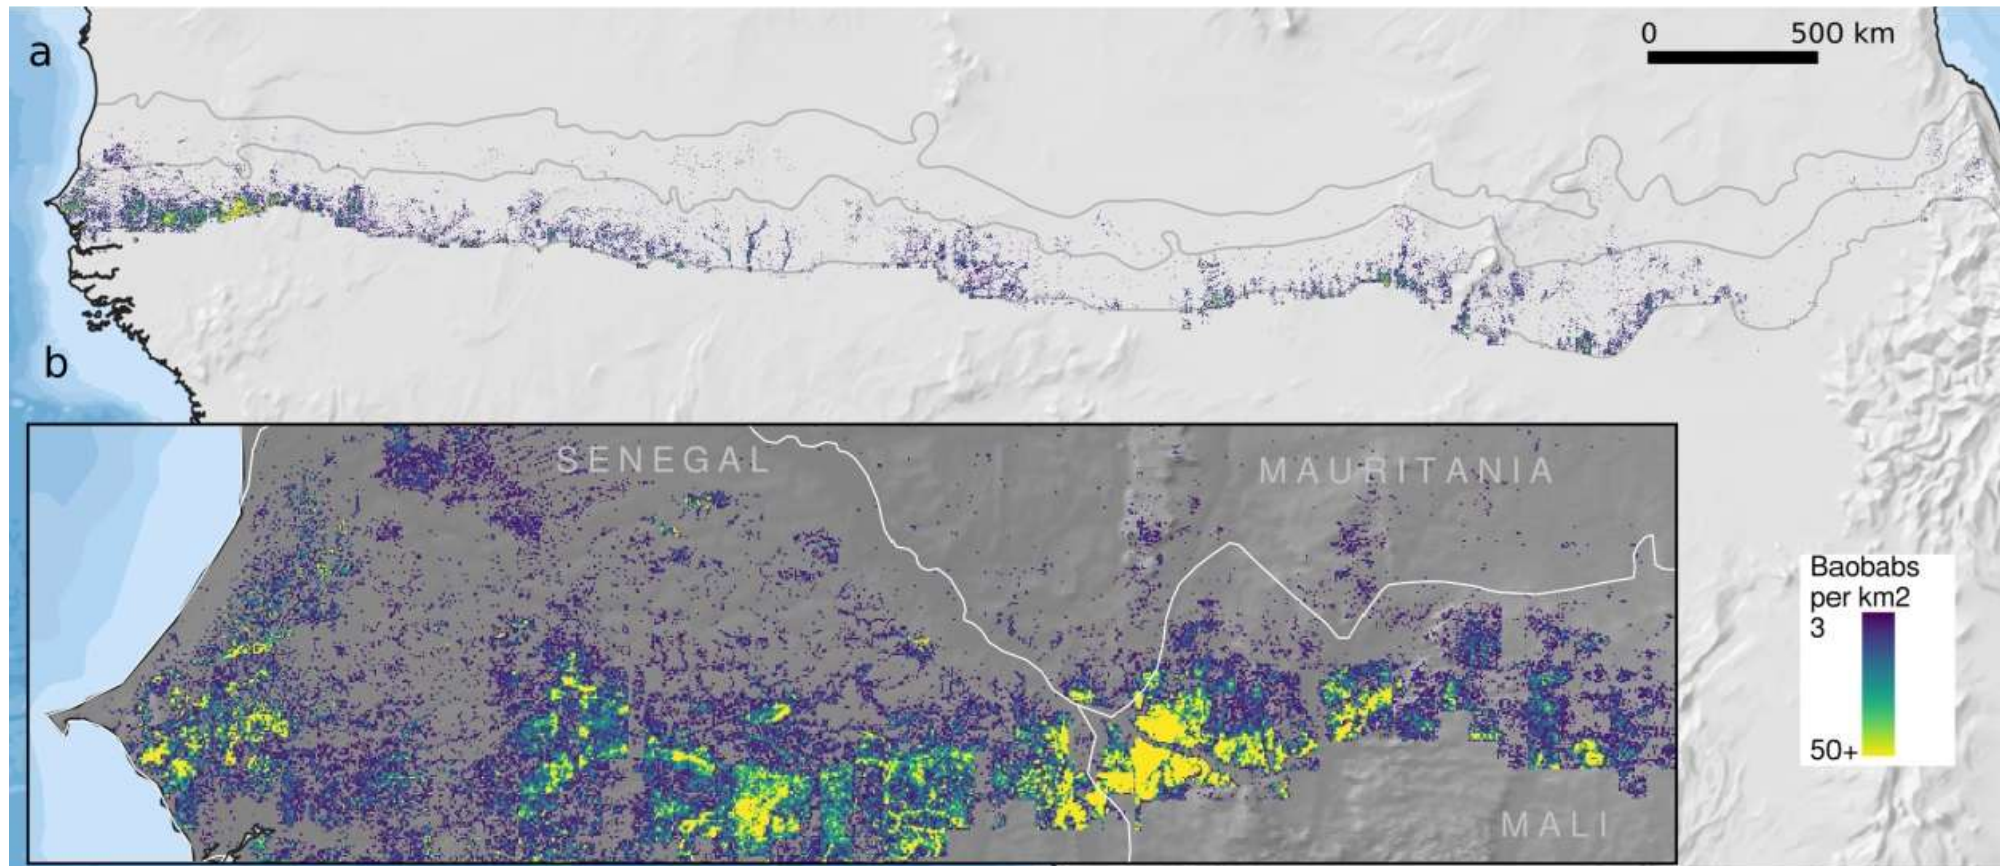 a
0 500 km
b
SENEGAL
MAURITANIA
MALI
Baobabs
per km2
3
50+